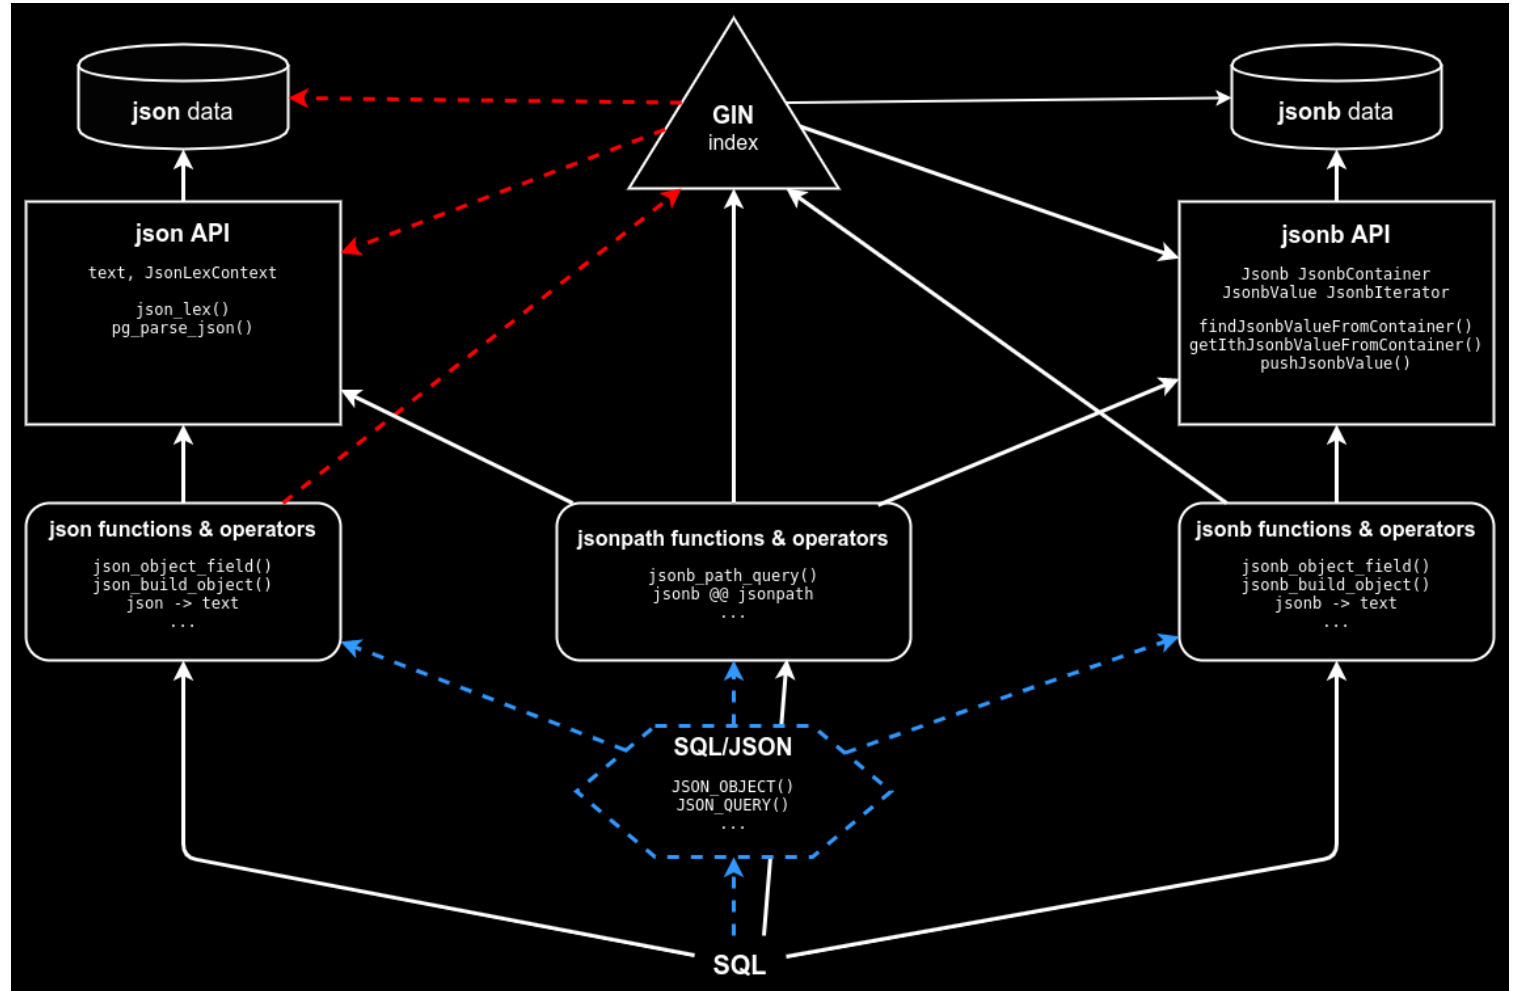 json data
GIN
index
jsonb data
json API
text, JsonLexContext
json_lex()
pg_parse_json()
jsonb API
Jsonb JsonbContainer
JsonbValue JsonbIterator
findJsonbValueFromContainer()
getIthJsonbValueFromContainer()
pushJsonbValue()
json functions & operators
json_object_field()
json_build_object()
json -> text
...
jsonpath functions & operators
jsonb_path_query()
jsonb @@ jsonpath
...
jsonb functions & operators
jsonb_object_field()
jsonb_build_object()
jsonb -> text
...
SQL/JSON
JSON_OBJECT()
JSON_QUERY()
...
SQL